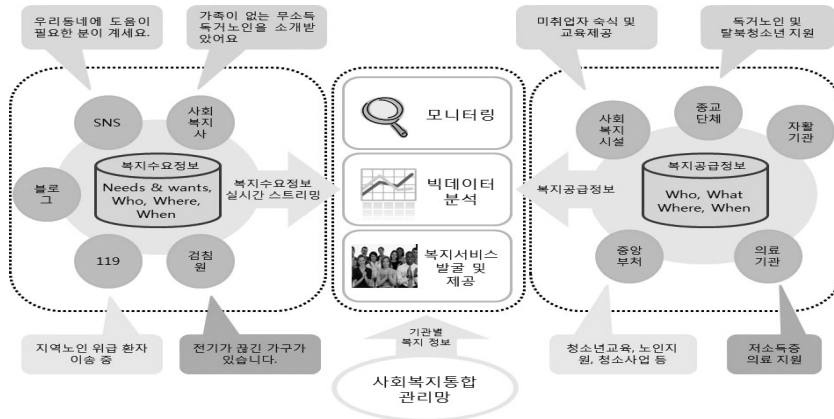 우리동네에 도움이
필요한 분이 계세요.
가족이 없는 무소득
독거노인을 소개받
았어요
미취업자 숙식 및
교육제공
독거노인 및
탈북청소년 지원
SNS
사회
복지
사
블로
그
복지수요정보
Needs & wants,
Who, Where,
When
119
검침
원
복지수요정보
실시간 스트리밍
모니터링
빅데이터
분석
복지서비스
발굴 및
제공
복지공급정보
사회
복지
시설
종교
단체
자활
기관
복지공급정보
Who, What
Where, When
중앙
부처
의료
기관
지역노인 위급 환자
이송 중
전기가 끊긴 가구가
있습니다.
기관별
복지 정보
사회복지통합
관리망
청소년교육, 노인지
원, 청소사업 등
저소득층
의료 지원